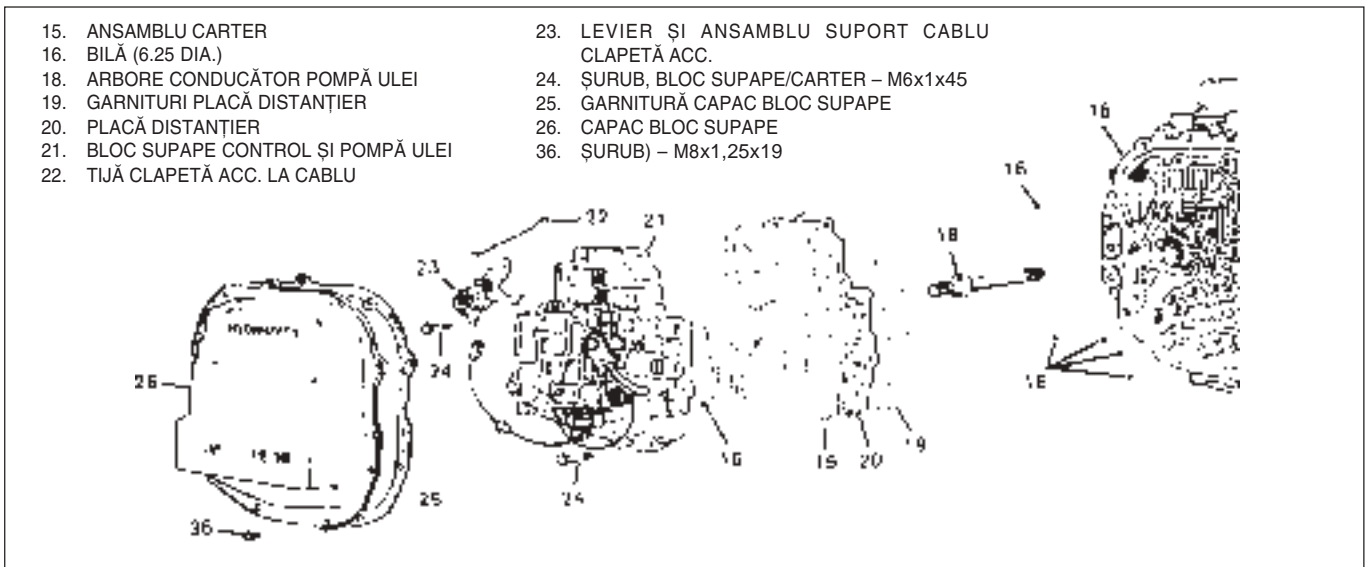 15. ANSAMBLU CARTER
16. BILĂ (6.25 DIA.)
18. ARBORE CONDUCĂTOR POMPĂ ULEI
19. GARNITURI PLACĂ DISTANȚIER
20. PLACĂ DISTANȚIER
21. BLOC SUPAPE CONTROL ȘI POMPĂ ULEI
22. TIJĂ CLAPETĂ ACC. LA CABLU
23. LEVIER ȘI ANSAMBLU SUPORT CABLU
CLAPETĂ ACC.
24. ȘURUB, BLOC SUPAPE/CARTER – M6x1x45
25. GARNITURĂ CAPAC BLOC SUPAPE
26. CAPAC BLOC SUPAPE
36. ȘURUB) – M8x1,25x19
16
16
22
21
18
23
24
26
16
19
19
20
16
24
25
36